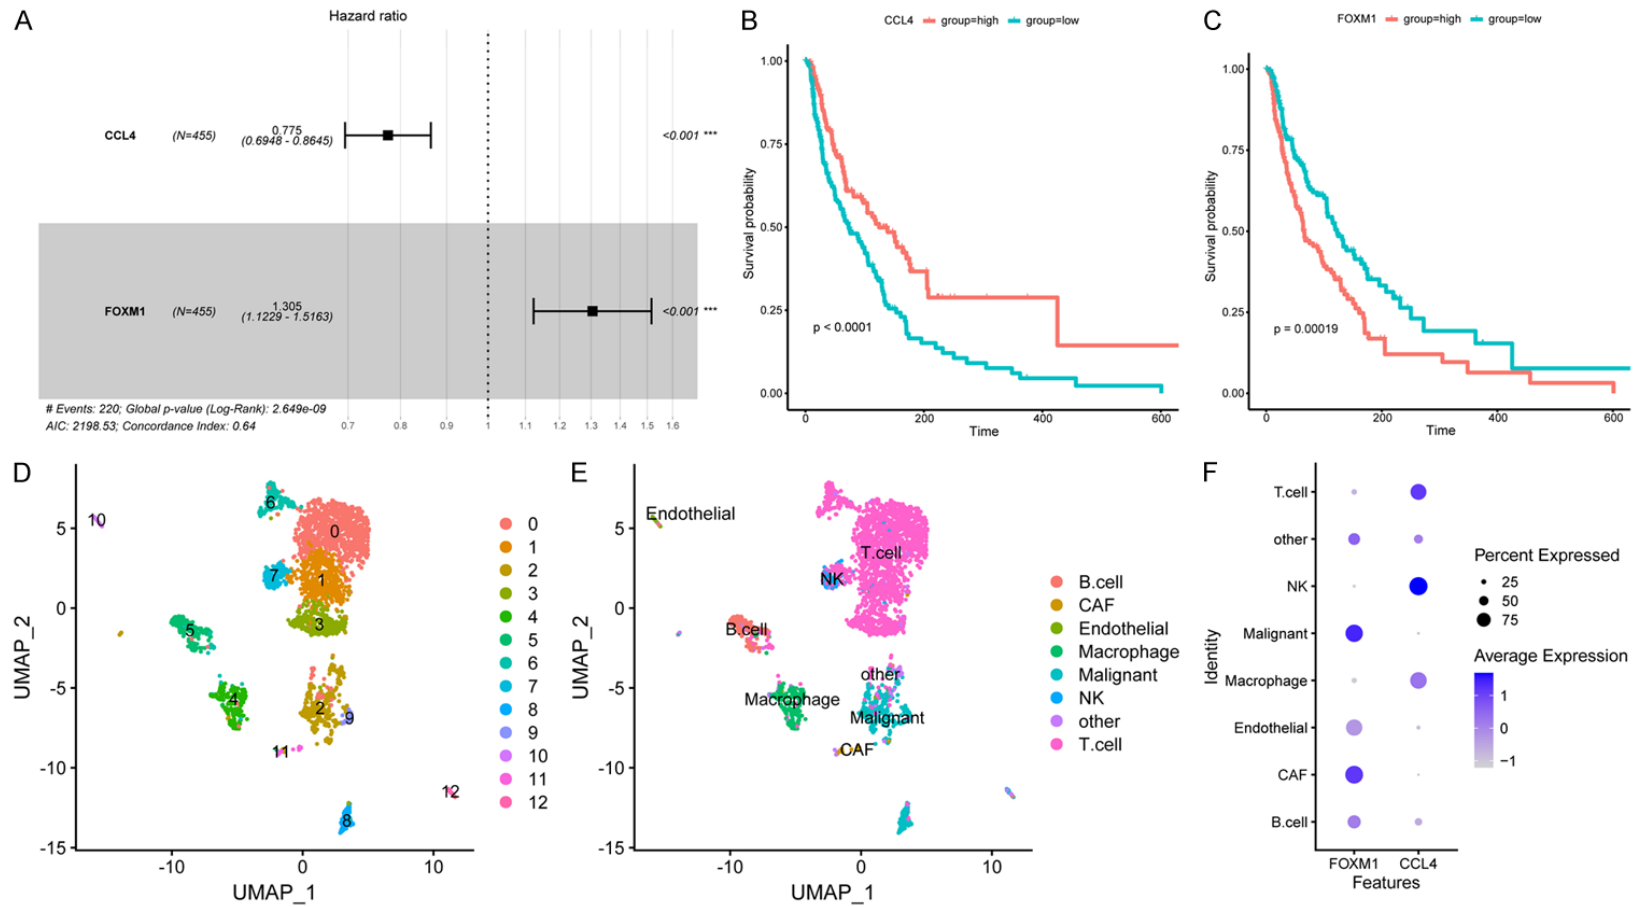 A
Hazard ratio
CCL4 (N=455) 0.775 (0.6948 - 0.8645) <0.001 ***
FOXM1 (N=455) 1.305 (1.1229 - 1.5163) <0.001 ***
# Events: 220; Global p-value (Log-Rank): 2.649e-09
AIC: 2198.53; Concordance Index: 0.64
0.7 0.8 0.9 1 1.1 1.2 1.3 1.4 1.5 1.6
B
CCL4 group=high group=low
Survival probability
1.00
0.75
0.50
0.25
0.00
p < 0.0001
0 200 400 600
Time
C
FOXM1 group=high group=low
Survival probability
1.00
0.75
0.50
0.25
0.00
p = 0.00019
0 200 400 600
Time
D
UMAP_2
5
0
-5
-10
-15
10
6
0
7
1
3
5
4
2
9
11
12
8
-10 0 10
UMAP_1
0
1
2
3
4
5
6
7
8
9
10
11
12
E
UMAP_2
5
0
-5
-10
-15
Endothelial
T.cell
NK
B.cell
other
Macrophage
Malignant
CAF
-10 0 10
UMAP_1
B.cell
CAF
Endothelial
Macrophage
Malignant
NK
other
T.cell
F
Identity
T.cell
other
NK
Malignant
Macrophage
Endothelial
CAF
B.cell
FOXM1 CCL4
Features
Percent Expressed
25
50
75
Average Expression
1
0
−1